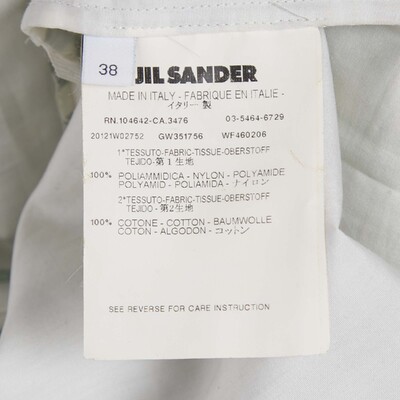 38
JIL SANDER
MADE IN ITALY - FABRIQUE EN ITALIE -
イタリー 製
RN.104642-CA.3476 03-5464-6729
20121W02752 GW351756 WF460206
1*TESSUTO-FABRIC-TISSUE-OBERSTOFF
TEJIDO-第1生地
100% POLIAMMIDICA - NYLON - POLYAMIDE
POLYAMID - POLIAMIDA - ナイロン
2*TESSUTO-FABRIC-TISSUE-OBERSTOFF
TEJIDO -第2生地
100% COTONE - COTTON - BAUMWOLLE
COTON - ALGODON - コットン
SEE REVERSE FOR CARE INSTRUCTION